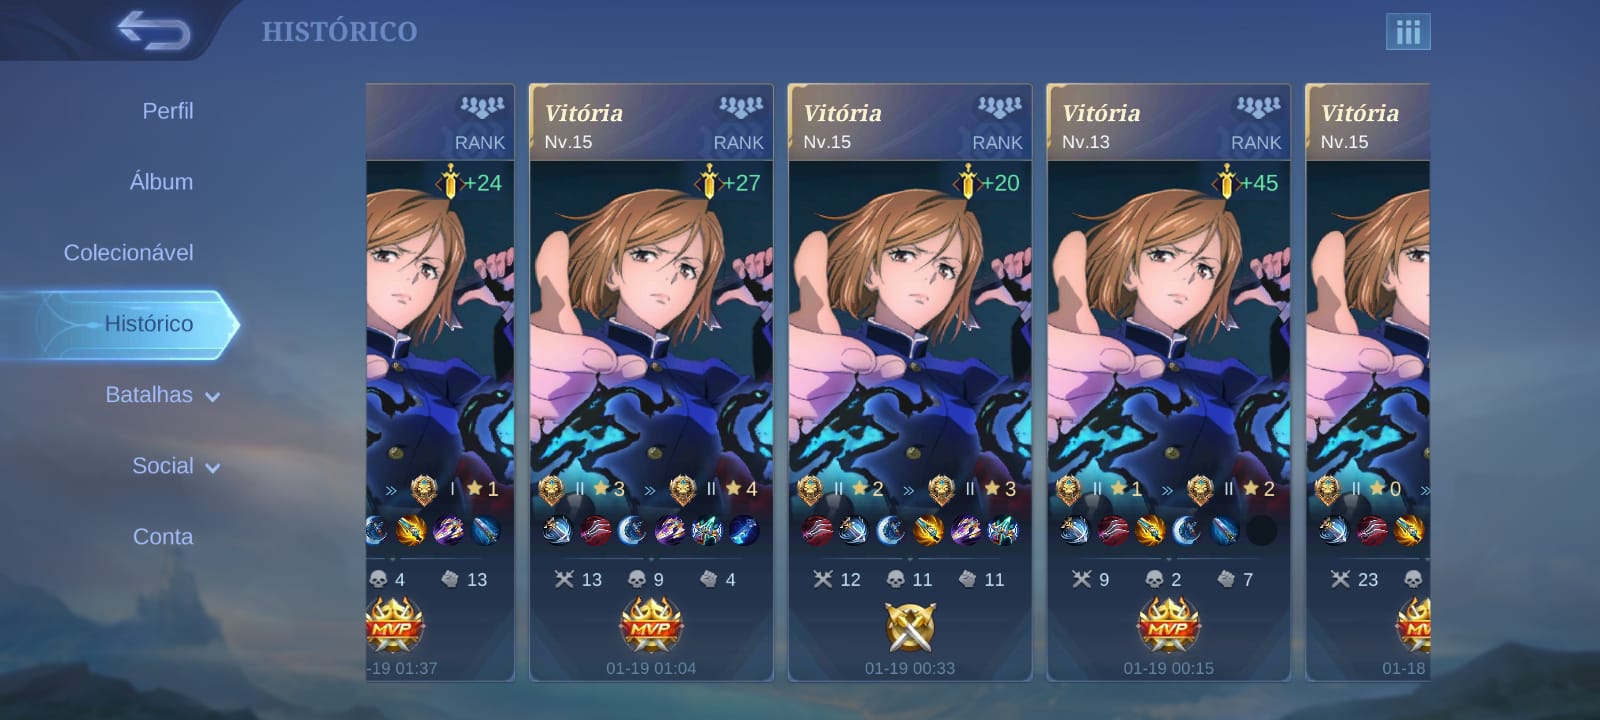 HISTÓRICO
Perfil
Álbum
Colecionável
Histórico
Batalhas
Social
Conta
RANK
+24
» I 1
4 13
-19 01:37
Vitória
Nv.15 RANK
+27
II 3 » II 4
13 9 4
MVP
01-19 01:04
Vitória
Nv.15 RANK
+20
II 2 » II 3
12 11 11
01-19 00:33
Vitória
Nv.13 RANK
+45
II 1 » II 2
9 2 7
MVP
01-19 00:15
Vitória
Nv.15
II 0 »
23
01-18
MVP